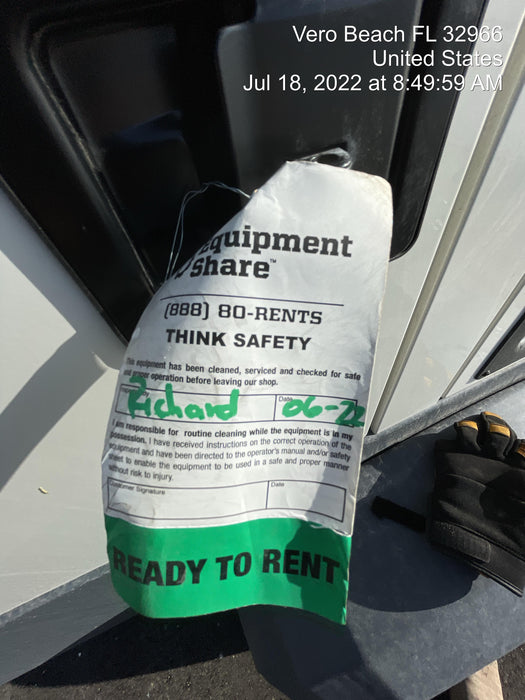 Vero Beach FL 32966
United States
Jul 18, 2022 at 8:49:59 AM
quipment
Share™
(888) 80-RENTS
THINK SAFETY
This equipment has been cleaned, serviced and checked for safe
and proper operation before leaving our shop.
Richard Date 06-22
I am responsible for routine cleaning while the equipment is in my
possession. I have received instructions on the correct operation of the
equipment and have been directed to the operator's manual and/or safety
sheet to enable the equipment to be used in a safe and proper manner
without risk to injury.
Customer Signature Date
READY TO RENT